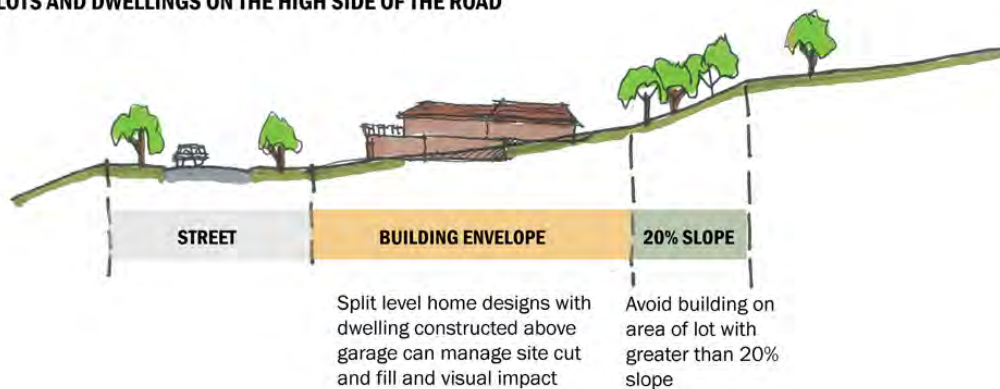 LOTS AND DWELLINGS ON THE HIGH SIDE OF THE ROAD
STREET
BUILDING ENVELOPE
20% SLOPE
Split level home designs with
dwelling constructed above
garage can manage site cut
and fill and visual impact
Avoid building on
area of lot with
greater than 20%
slope